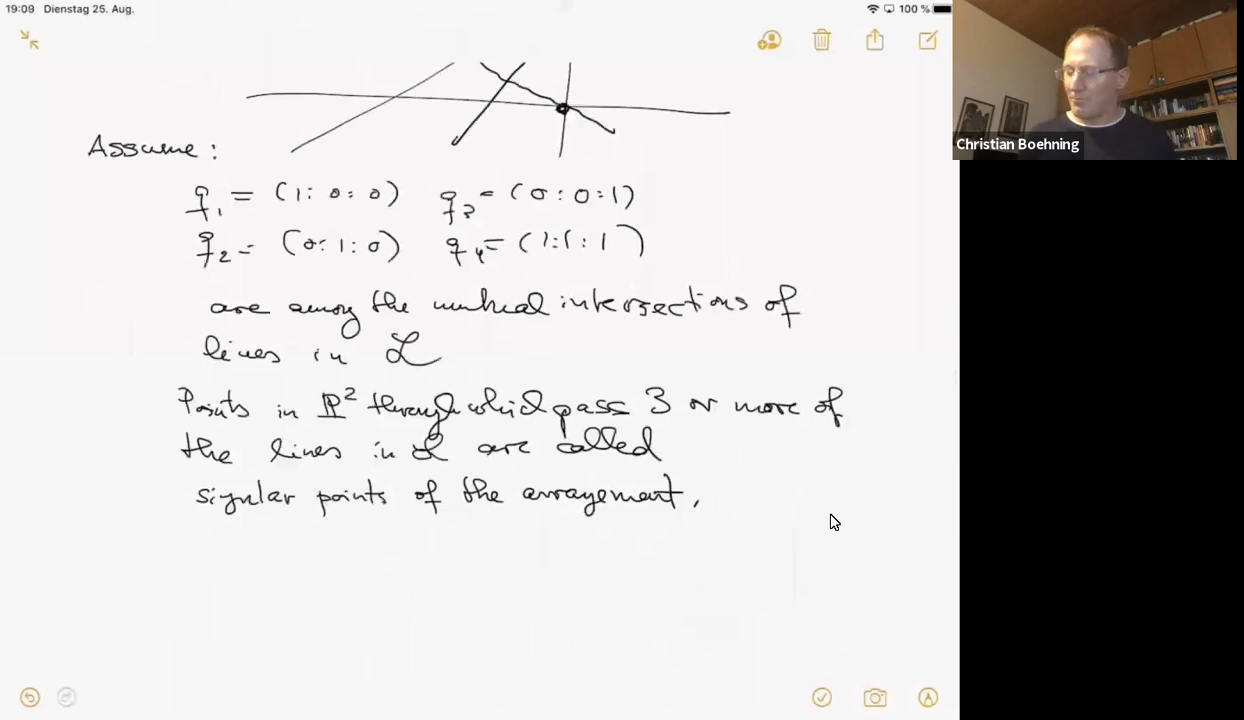 19:09 Dienstag 25. Aug.
100 %
Christian Boehning
Assume:
q₁ = (1:0:0) q₃ = (0:0:1)
q₂ = (0:1:0) q₄ = (1:1:1)
are among the mutual intersections of
lines in ℒ
Points in ℙ² through which pass 3 or more of
the lines in ℒ are called
singular points of the arrangement.